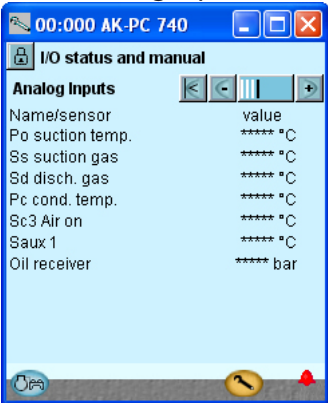 00:000 AK-PC 740
I/O status and manual
Analog Inputs
Name/sensor value
Po suction temp. ***** °C
Ss suction gas ***** °C
Sd disch. gas ***** °C
Pc cond. temp. ***** °C
Sc3 Air on ***** °C
Saux 1 ***** °C
Oil receiver ***** bar